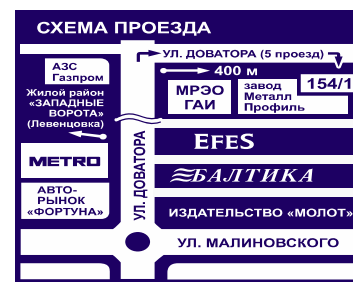 СХЕМА ПРОЕЗДА
УЛ. ДОВАТОРА (5 проезд)
400 м
АЗС
Газпром
Жилой район
«ЗАПАДНЫЕ
ВОРОТА»
(Левенцовка)
МРЭО
ГАИ
завод
Металл
Профиль
154/1
METRO
АВТО-
РЫНОК
«ФОРТУНА»
УЛ. ДОВАТОРА
EFES
БАЛТИКА
ИЗДАТЕЛЬСТВО «МОЛОТ»
УЛ. МАЛИНОВСКОГО